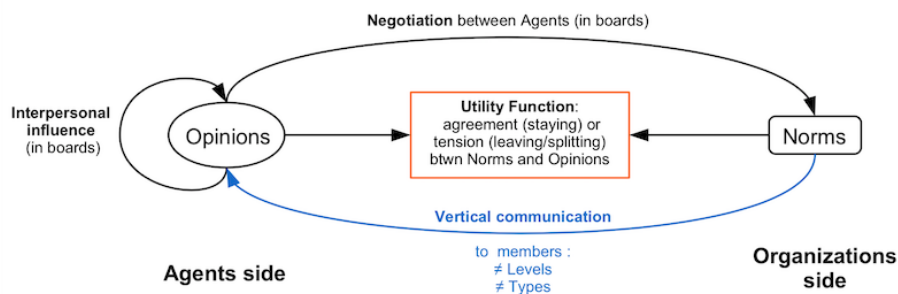 Negotiation between Agents (in boards)
Interpersonal
influence
(in boards)
Opinions
Utility Function:
agreement (staying) or
tension (leaving/splitting)
btwn Norms and Opinions
Norms
Vertical communication
to members :
≠ Levels
≠ Types
Agents side
Organizations
side